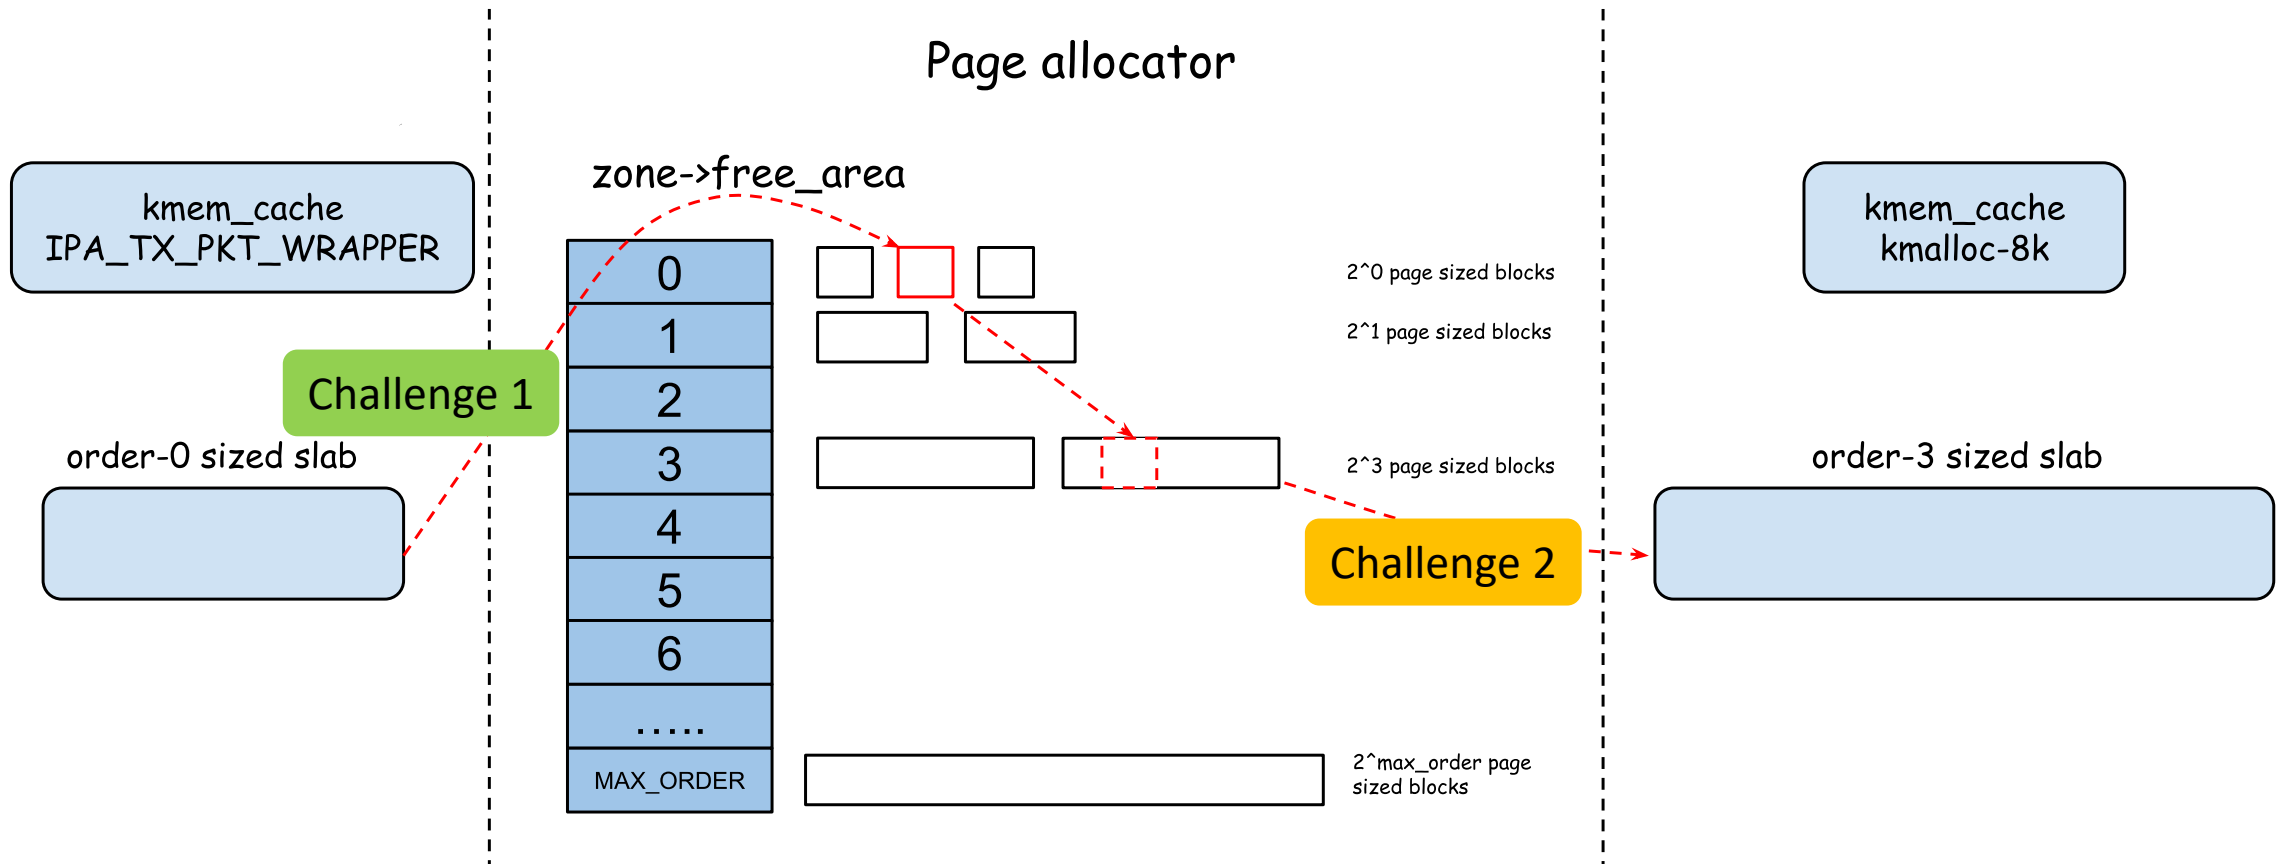 Page allocator
kmem_cache
IPA_TX_PKT_WRAPPER
order-0 sized slab
Challenge 1
zone->free_area
0
1
2
3
4
5
6
.....
MAX_ORDER
2^0 page sized blocks
2^1 page sized blocks
2^3 page sized blocks
2^max_order page
sized blocks
Challenge 2
kmem_cache
kmalloc-8k
order-3 sized slab